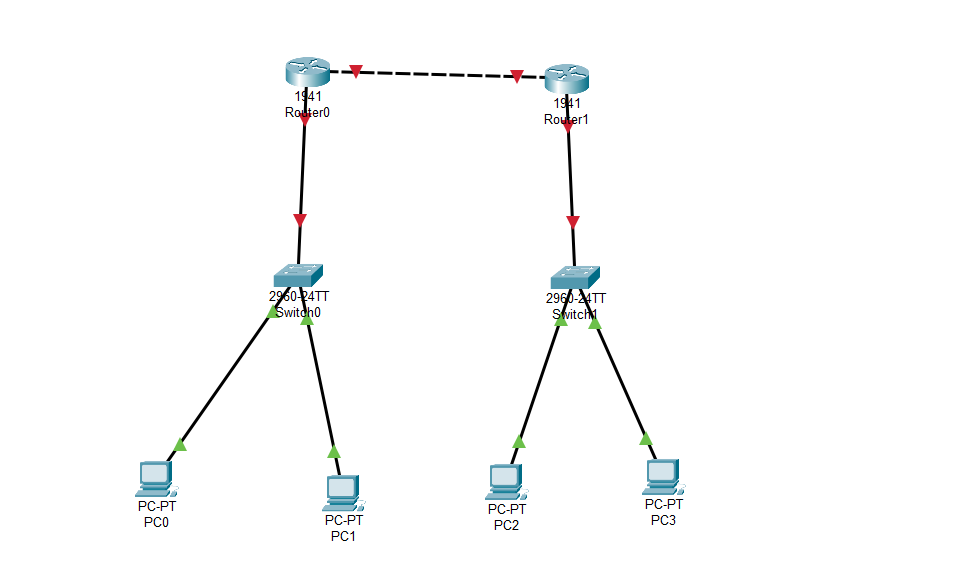 1941
Router0
1941
Router1
2960-24TT
Switch0
2960-24TT
Switch1
PC-PT
PC0
PC-PT
PC1
PC-PT
PC2
PC-PT
PC3